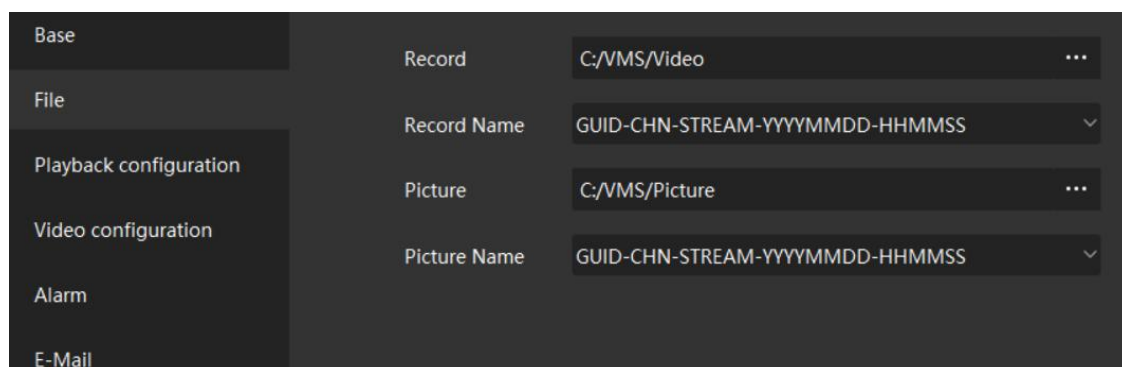 Base
File
Playback configuration
Video configuration
Alarm
E-Mail
Record C:/VMS/Video ...
Record Name GUID-CHN-STREAM-YYYYMMDD-HHMMSS
Picture C:/VMS/Picture ...
Picture Name GUID-CHN-STREAM-YYYYMMDD-HHMMSS